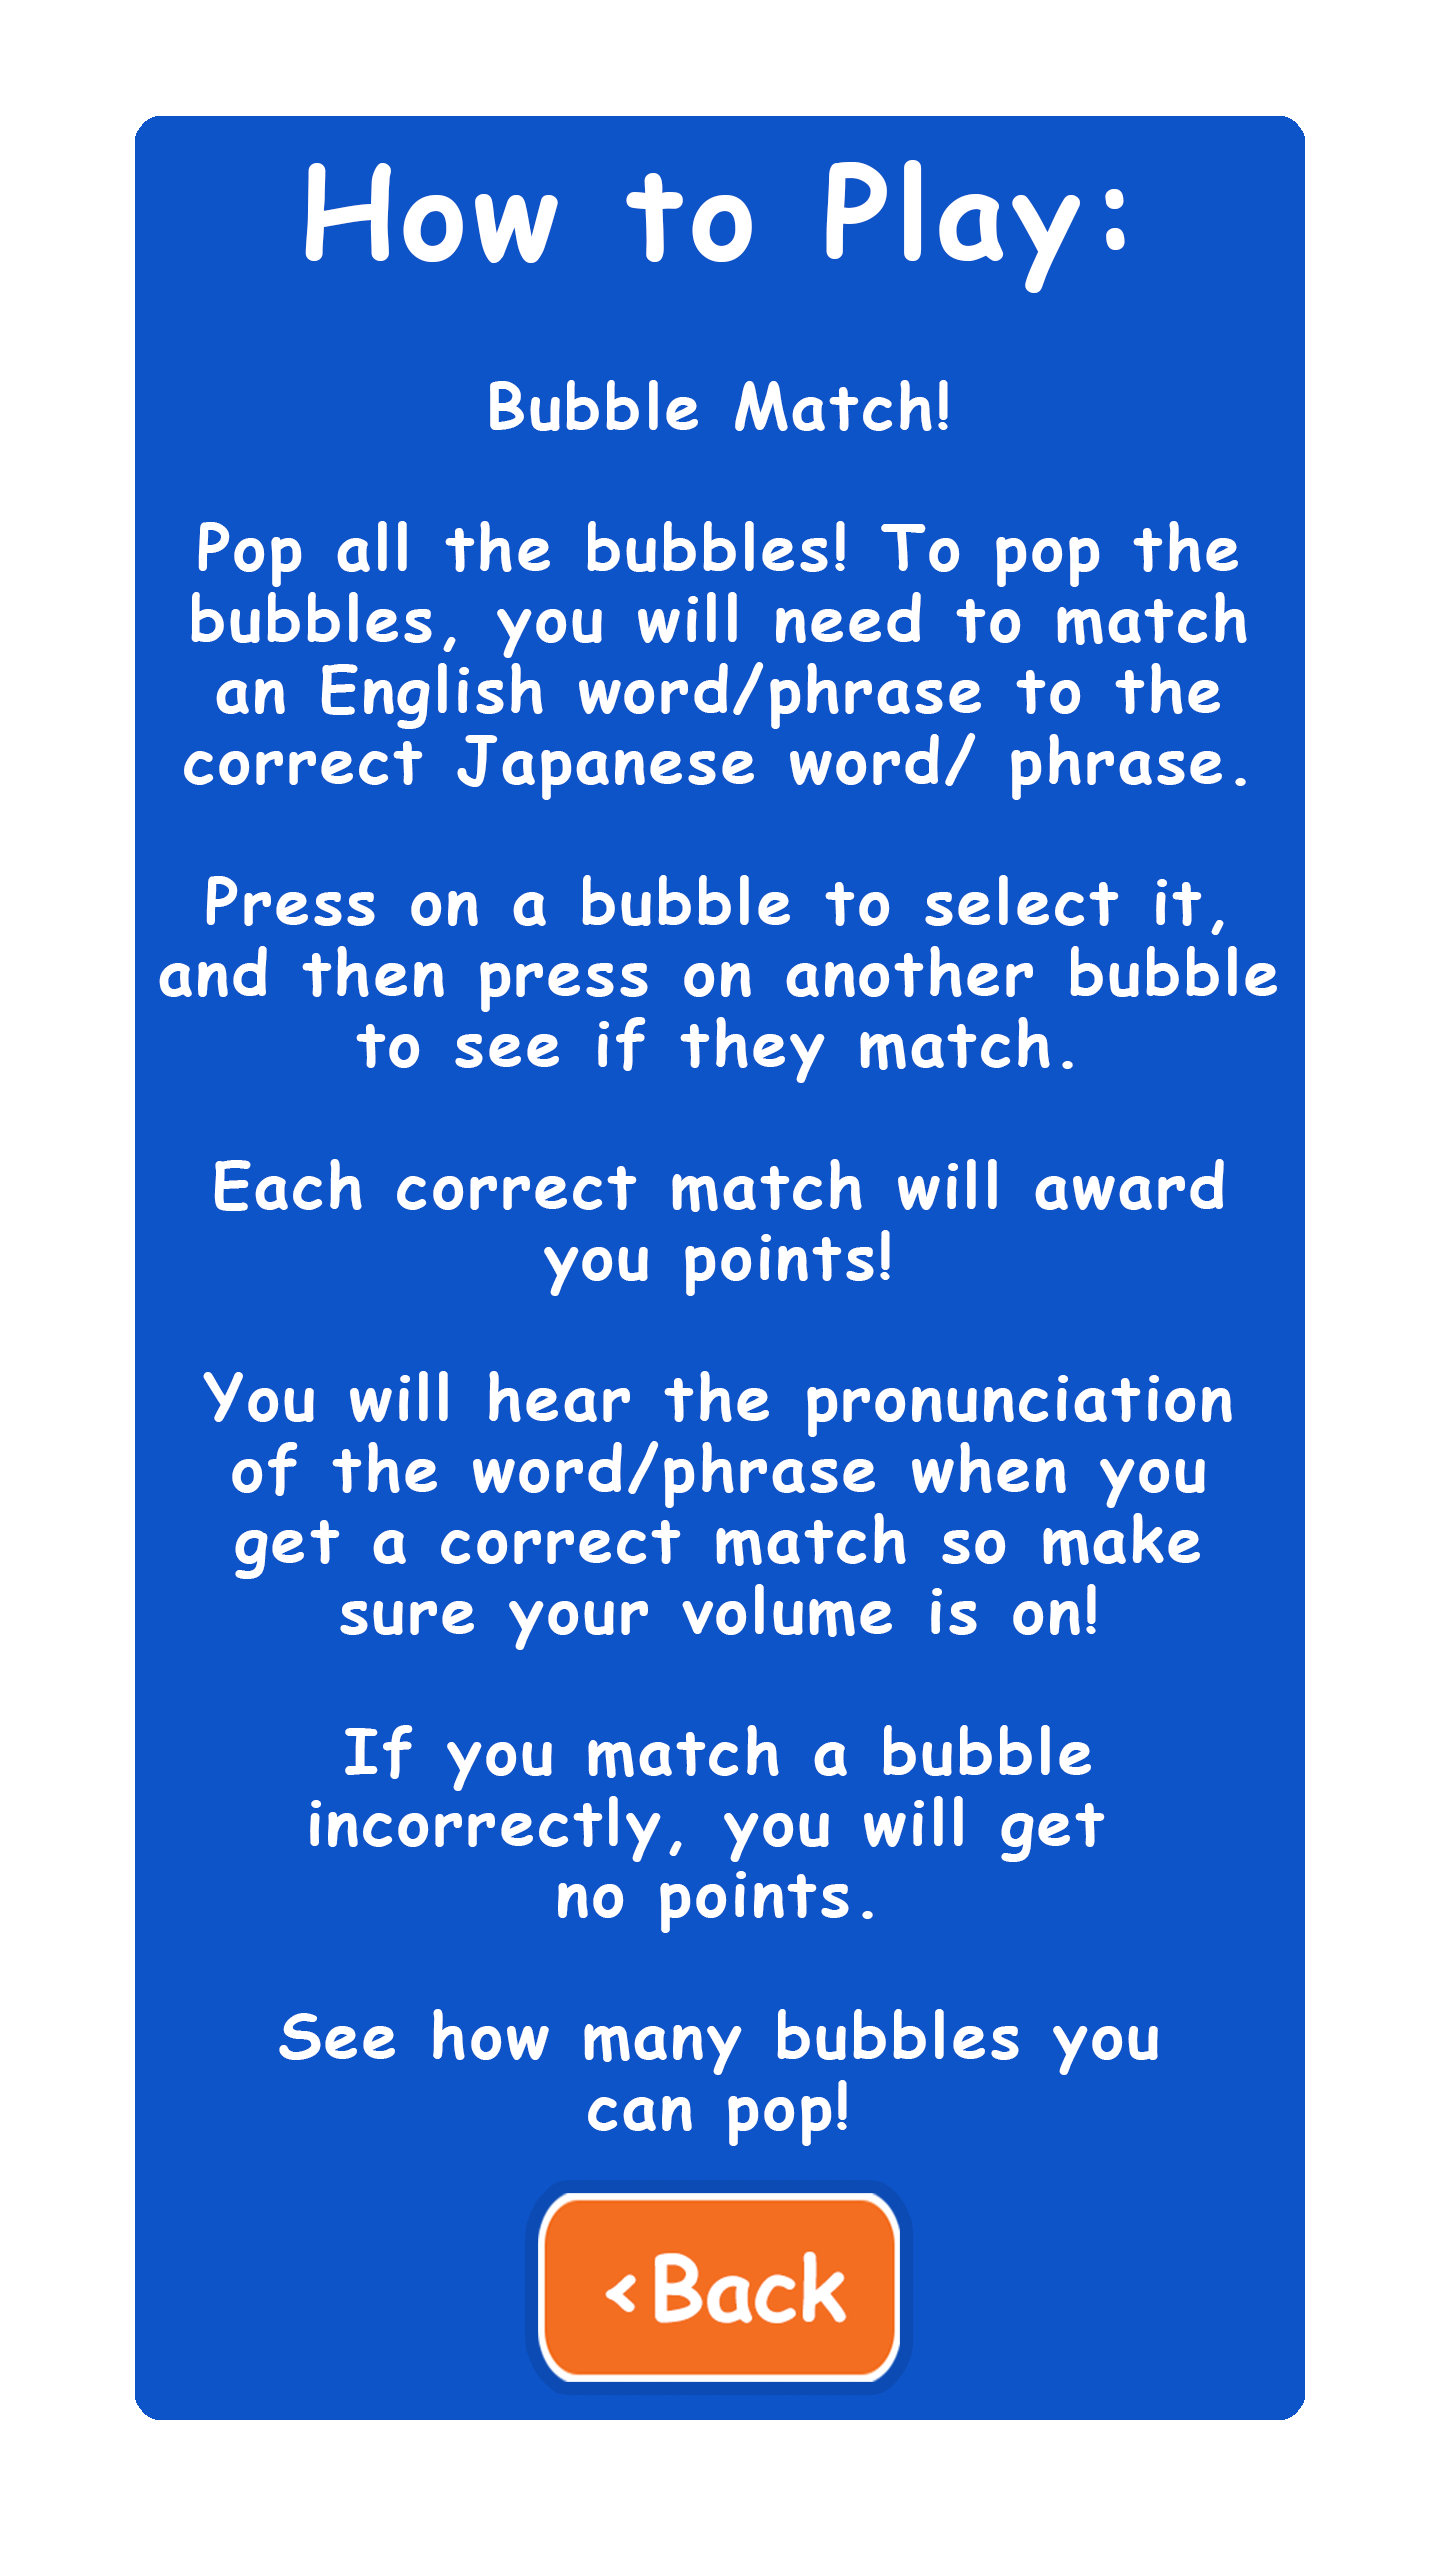 How to Play:
Bubble Match!
Pop all the bubbles! To pop the
bubbles, you will need to match
an English word/phrase to the
correct Japanese word/ phrase.
Press on a bubble to select it,
and then press on another bubble
to see if they match.
Each correct match will award
you points!
You will hear the pronunciation
of the word/phrase when you
get a correct match so make
sure your volume is on!
If you match a bubble
incorrectly, you will get
no points.
See how many bubbles you
can pop!
<Back